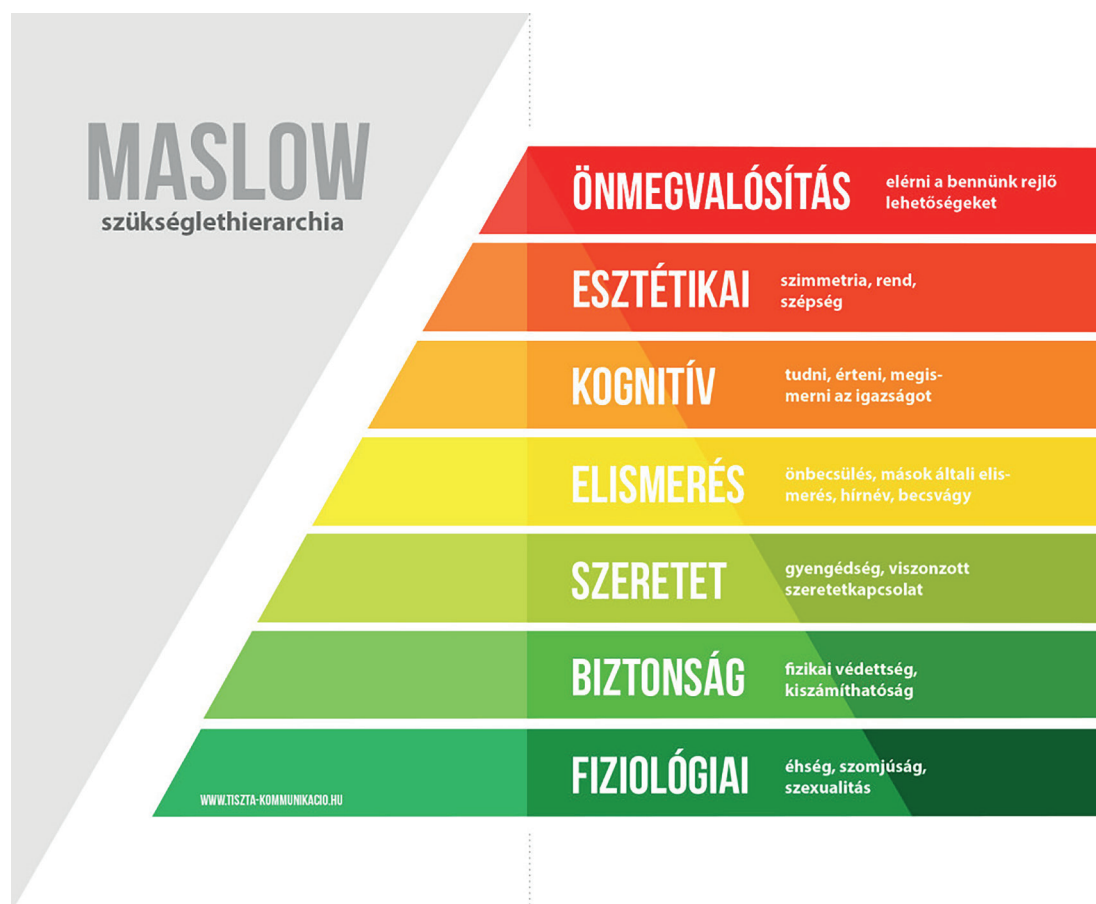 MASLOW
szükséglethierarchia
ÖNMEGVALÓSÍTÁS
elérni a bennünk rejlő
lehetőségeket
ESZTÉTIKAI
szimmetria, rend,
szépség
KOGNITÍV
tudni, érteni, megis-
merni az igazságot
ELISMERÉS
önbecsülés, mások általi elis-
merés, hírnév, becsvágy
SZERETET
gyengédség, viszonzott
szeretetkapcsolat
BIZTONSÁG
fizikai védettség,
kiszámíthatóság
FIZIOLÓGIAI
éhség, szomjúság,
szexualitás
WWW.TISZTA-KOMMUNIKACIO.HU